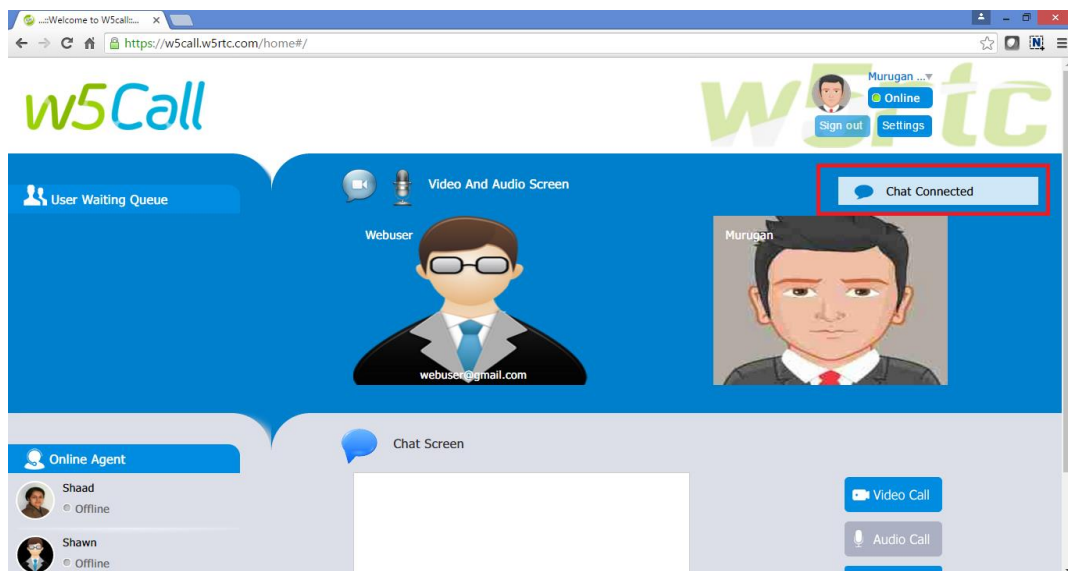 ...::Welcome to W5call::...
https://w5call.w5rtc.com/home#/
w5Call
w5rtc
Murugan ...
Online
Sign out Settings
User Waiting Queue
Video And Audio Screen
Chat Connected
Webuser
Murugan
webuser@gmail.com
Online Agent
Chat Screen
Shaad
Offline
Video Call
Shawn
Audio Call
Offline